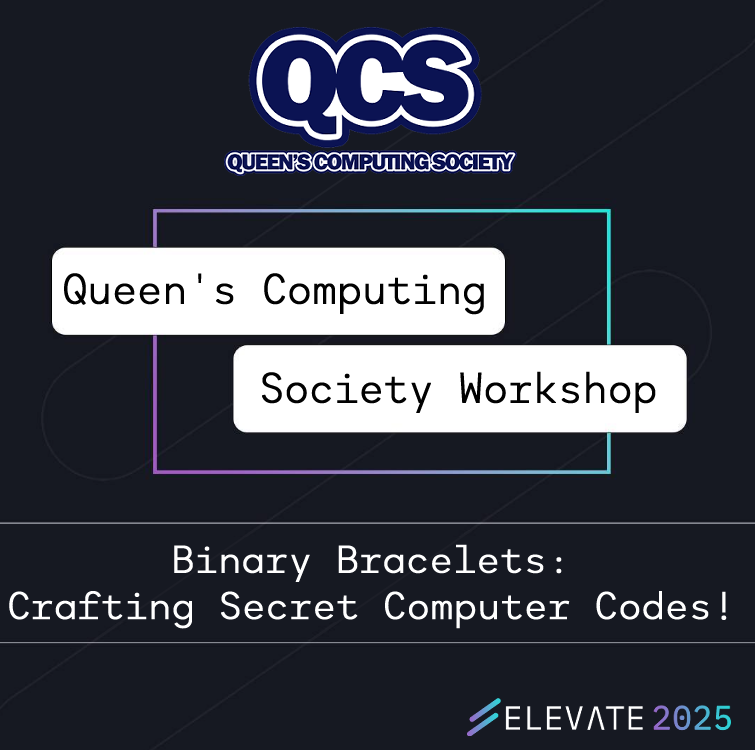 QCS
QUEEN'S COMPUTING SOCIETY
Queen's Computing
Society Workshop
Binary Bracelets:
Crafting Secret Computer Codes!
ELEVATE 2025